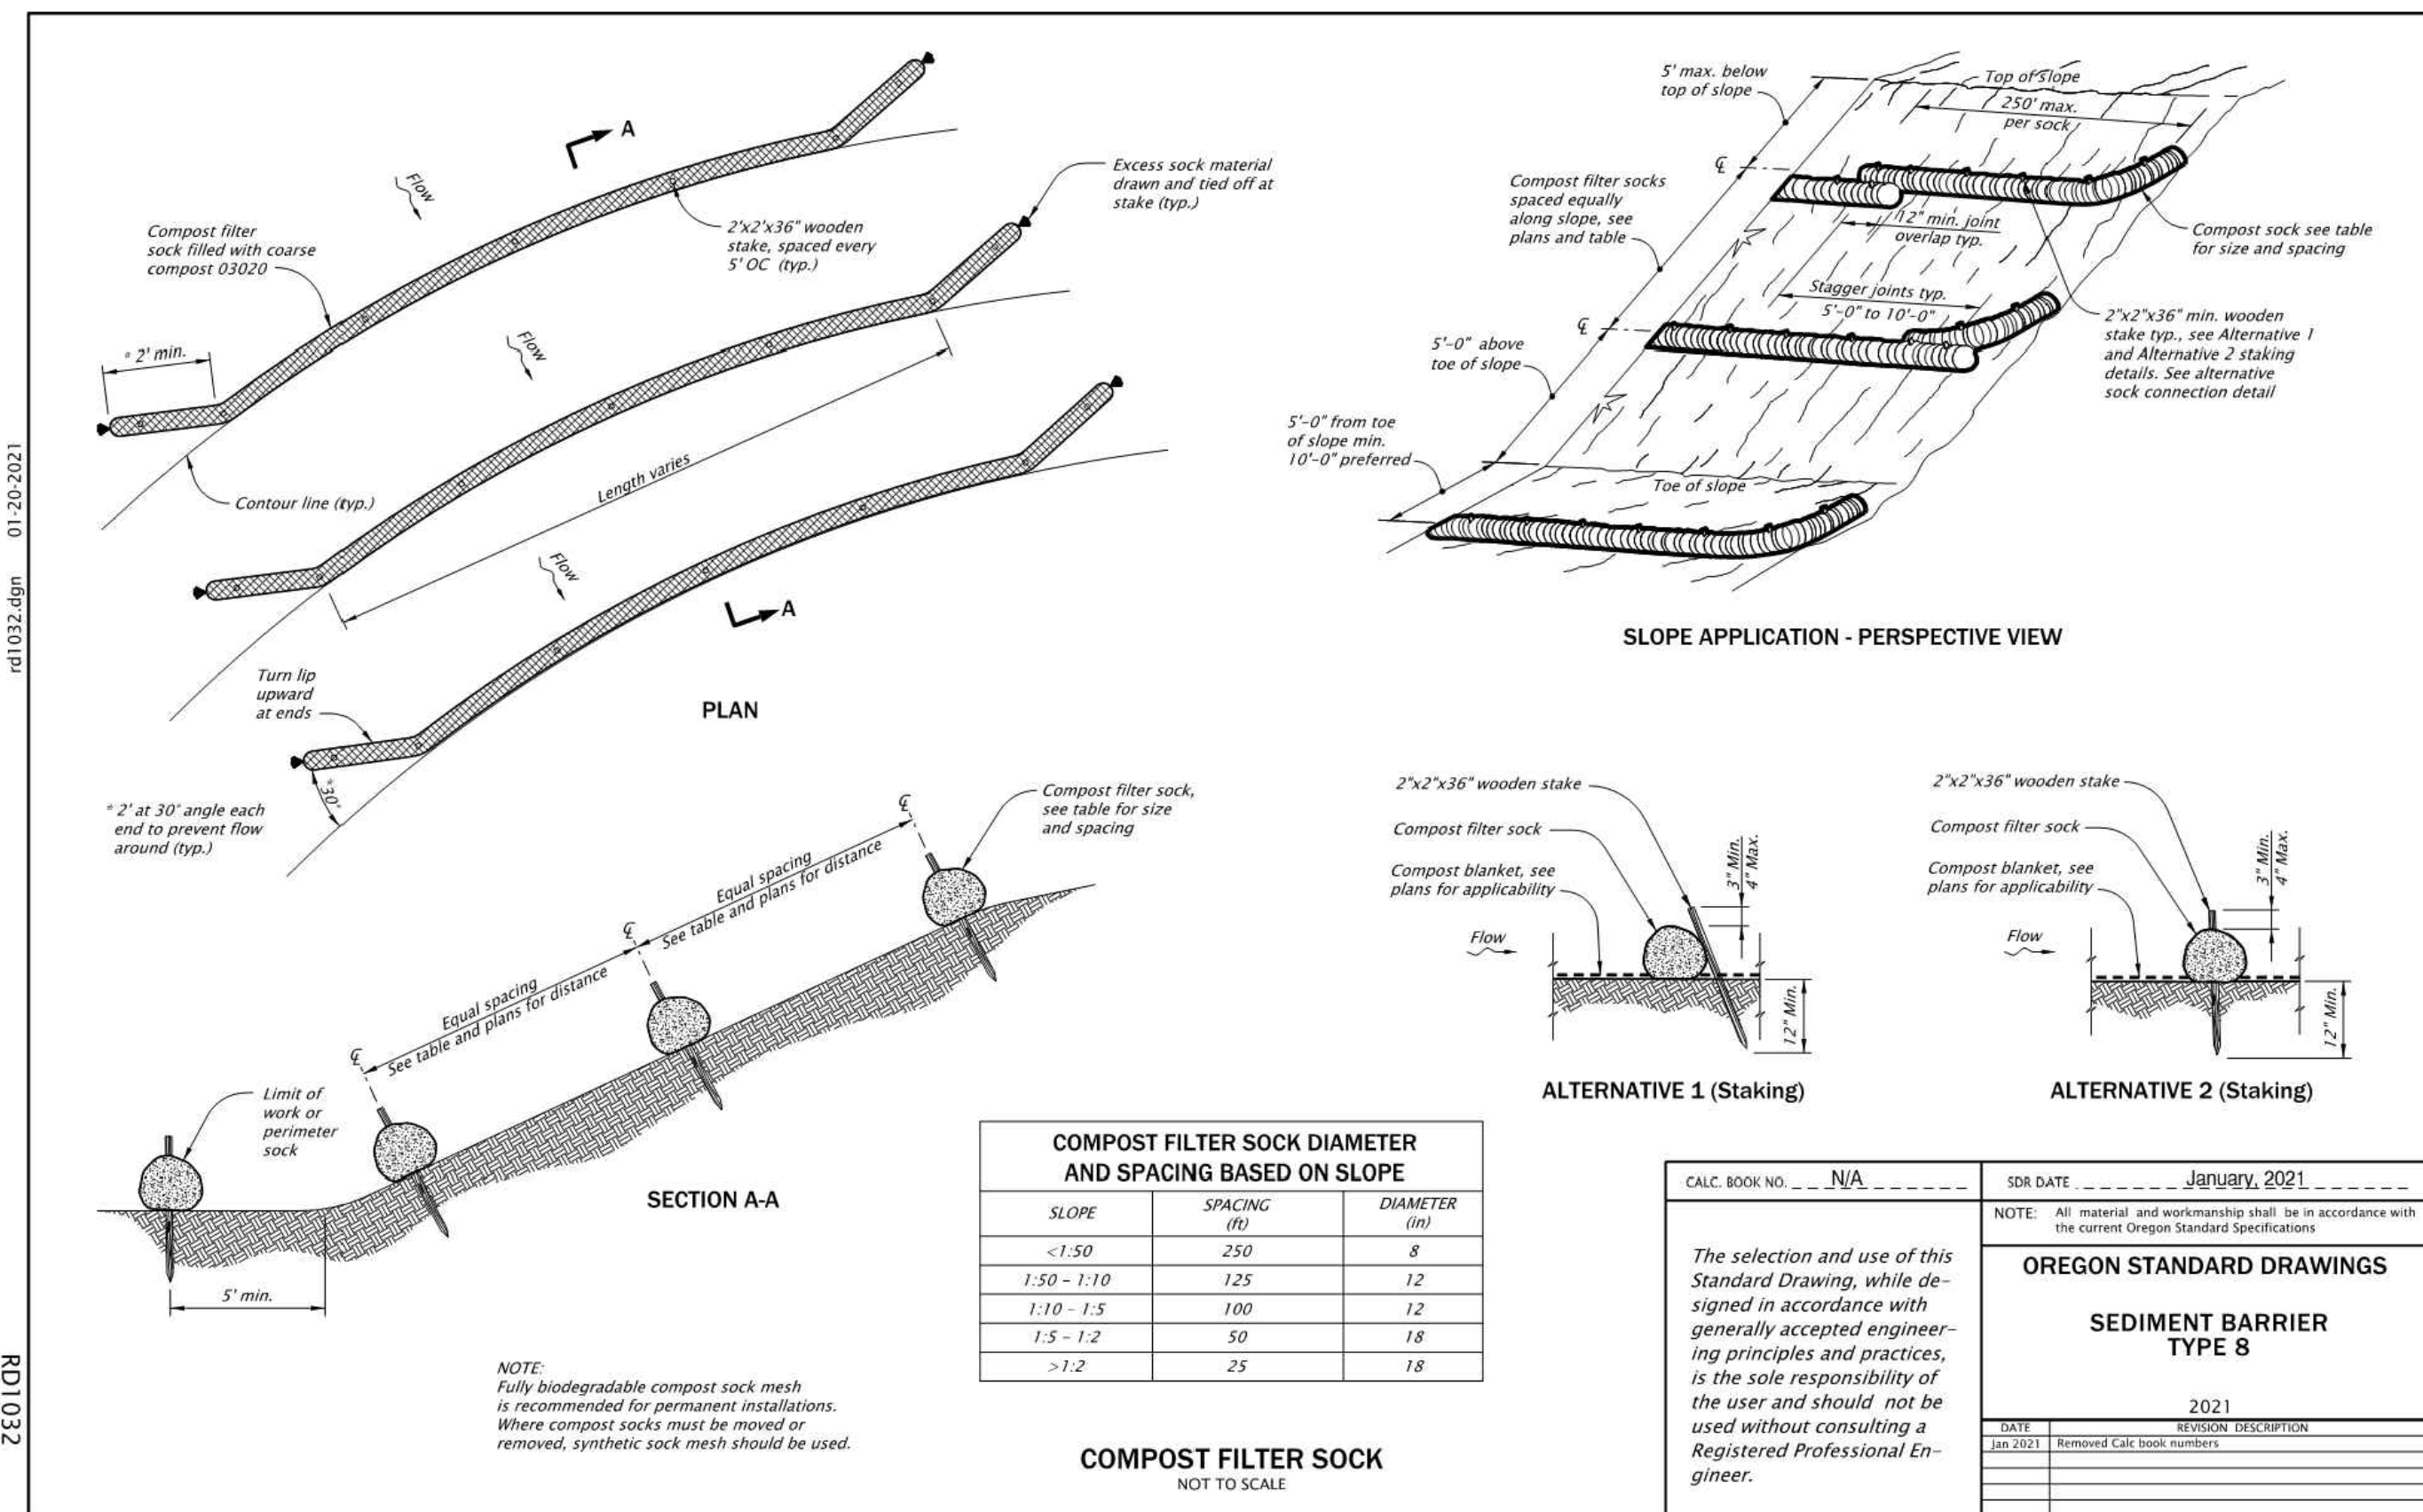 rd1032.dgn 01-20-2021
RD1032
A
Flow
Compost filter
sock filled with coarse
compost 03020
2'x2'x36" wooden
stake, spaced every
5' OC (typ.)
Excess sock material
drawn and tied off at
stake (typ.)
* 2' min.
Flow
Contour line (typ.)
Length varies
Flow
A
Turn lip
upward
at ends
PLAN
*30°
* 2' at 30° angle each
end to prevent flow
around (typ.)
5' max. below
top of slope
Top of slope
250' max.
per sock
℄
Compost filter socks
spaced equally
along slope, see
plans and table
12" min. joint
overlap typ.
Compost sock see table
for size and spacing
Stagger joints typ.
5'-0" to 10'-0"
℄
2"x2"x36" min. wooden
stake typ., see Alternative 1
and Alternative 2 staking
details. See alternative
sock connection detail
5'-0" above
toe of slope
5'-0" from toe
of slope min.
10'-0" preferred
Toe of slope
SLOPE APPLICATION - PERSPECTIVE VIEW
℄
Compost filter sock,
see table for size
and spacing
Equal spacing
See table and plans for distance
℄
Equal spacing
See table and plans for distance
℄
Limit of
work or
perimeter
sock
SECTION A-A
5' min.
2"x2"x36" wooden stake
Compost filter sock
Compost blanket, see
plans for applicability
3" Min.
4" Max.
Flow
12" Min.
ALTERNATIVE 1 (Staking)
2"x2"x36" wooden stake
Compost filter sock
Compost blanket, see
plans for applicability
3" Min.
4" Max.
Flow
12" Min.
ALTERNATIVE 2 (Staking)
COMPOST FILTER SOCK DIAMETER
AND SPACING BASED ON SLOPE
SLOPE SPACING (ft) DIAMETER (in)
<1:50 250 8
1:50 – 1:10 125 12
1:10 – 1:5 100 12
1:5 – 1:2 50 18
>1:2 25 18
NOTE:
Fully biodegradable compost sock mesh
is recommended for permanent installations.
Where compost socks must be moved or
removed, synthetic sock mesh should be used.
COMPOST FILTER SOCK
NOT TO SCALE
CALC. BOOK NO. N/A
SDR DATE January, 2021
NOTE: All material and workmanship shall be in accordance with
the current Oregon Standard Specifications
The selection and use of this
Standard Drawing, while de-
signed in accordance with
generally accepted engineer-
ing principles and practices,
is the sole responsibility of
the user and should not be
used without consulting a
Registered Professional En-
gineer.
OREGON STANDARD DRAWINGS
SEDIMENT BARRIER
TYPE 8
2021
DATE REVISION DESCRIPTION
Jan 2021 Removed Calc book numbers